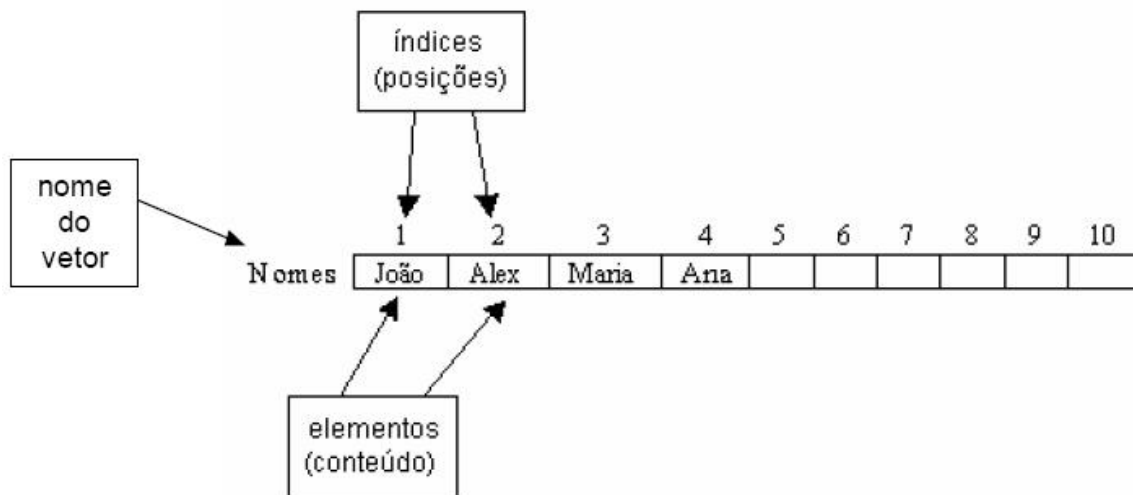 índices
(posições)
nome
do
vetor
1 2 3 4 5 6 7 8 9 10
Nomes João Alex Maria Ana
elementos
(conteúdo)